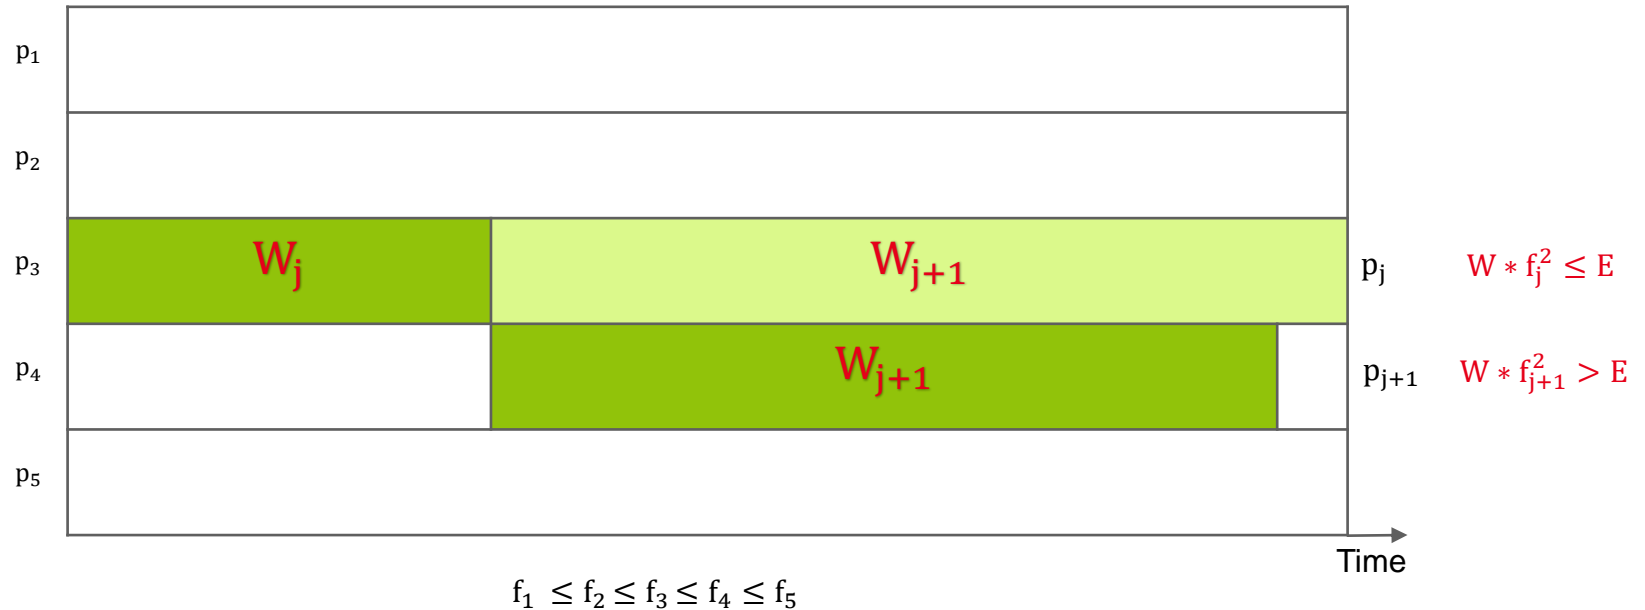 p₁
p₂
p₃ W_j W_{j+1} p_j W ∗ f_j² ≤ E
p₄ W_{j+1} p_{j+1} W ∗ f_{j+1}² > E
p₅
Time
f₁ ≤ f₂ ≤ f₃ ≤ f₄ ≤ f₅